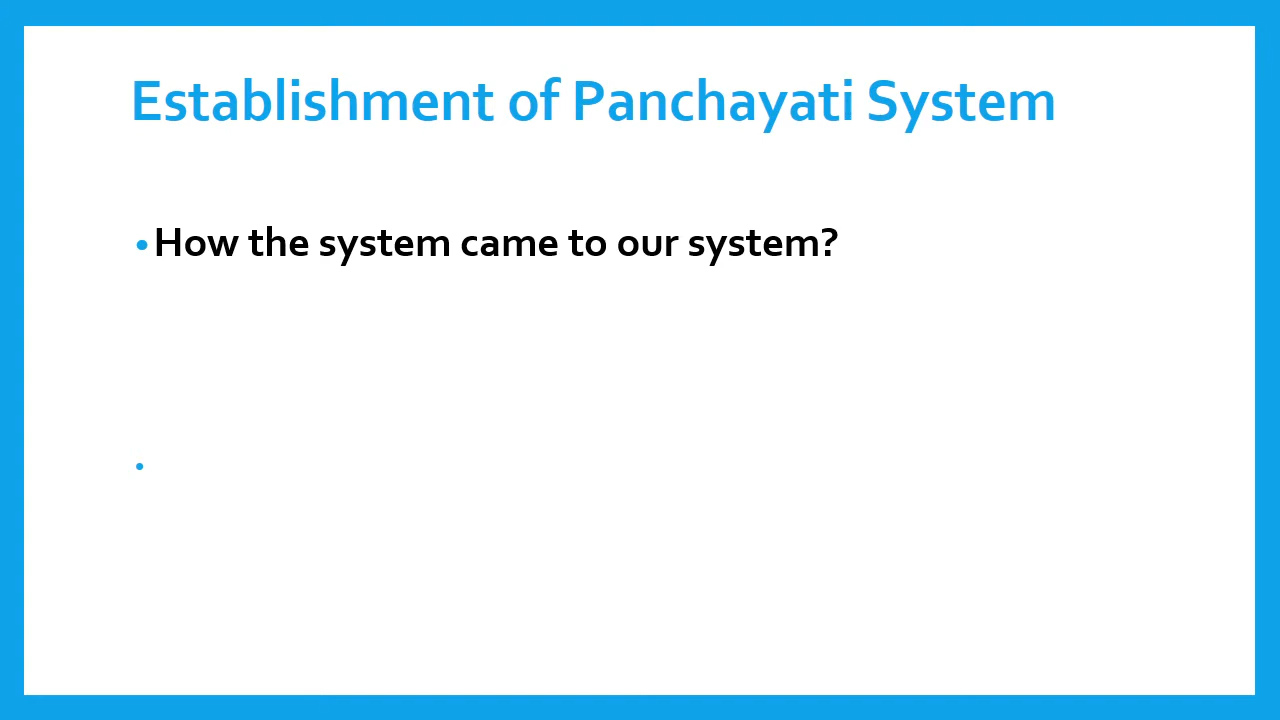 Establishment of Panchayati System
•How the system came to our system?
•